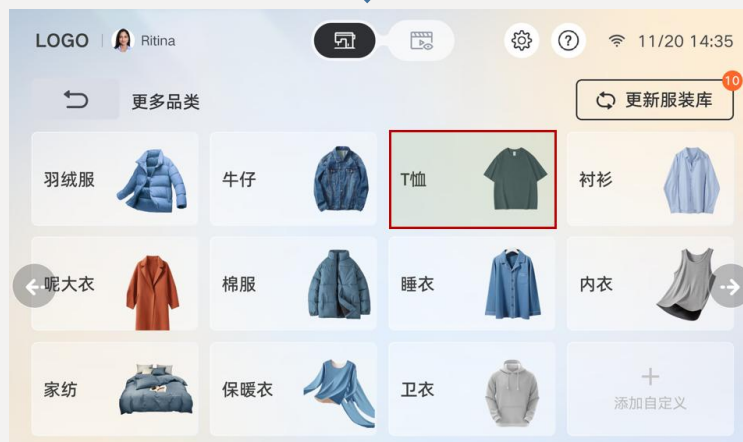 LOGO
Ritina
11/20 14:35
更多品类
更新服装库
10
羽绒服
牛仔
T恤
衬衫
呢大衣
棉服
睡衣
内衣
家纺
保暖衣
卫衣
添加自定义